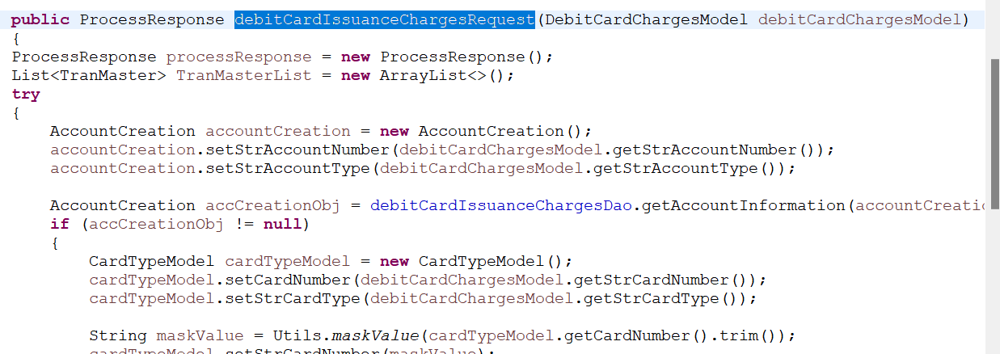 public ProcessResponse debitCardIssuanceChargesRequest(DebitCardChargesModel debitCardChargesModel)
{
ProcessResponse processResponse = new ProcessResponse();
List<TranMaster> TranMasterList = new ArrayList<>();
try
{
AccountCreation accountCreation = new AccountCreation();
accountCreation.setStrAccountNumber(debitCardChargesModel.getStrAccountNumber());
accountCreation.setStrAccountType(debitCardChargesModel.getStrAccountType());
AccountCreation accCreationObj = debitCardIssuanceChargesDao.getAccountInformation(accountCreatio
if (accCreationObj != null)
{
CardTypeModel cardTypeModel = new CardTypeModel();
cardTypeModel.setCardNumber(debitCardChargesModel.getStrCardNumber());
cardTypeModel.setStrCardType(debitCardChargesModel.getStrCardType());
String maskValue = Utils.maskValue(cardTypeModel.getCardNumber().trim());
cardTypeModel.setStrCardNumber(maskValue);